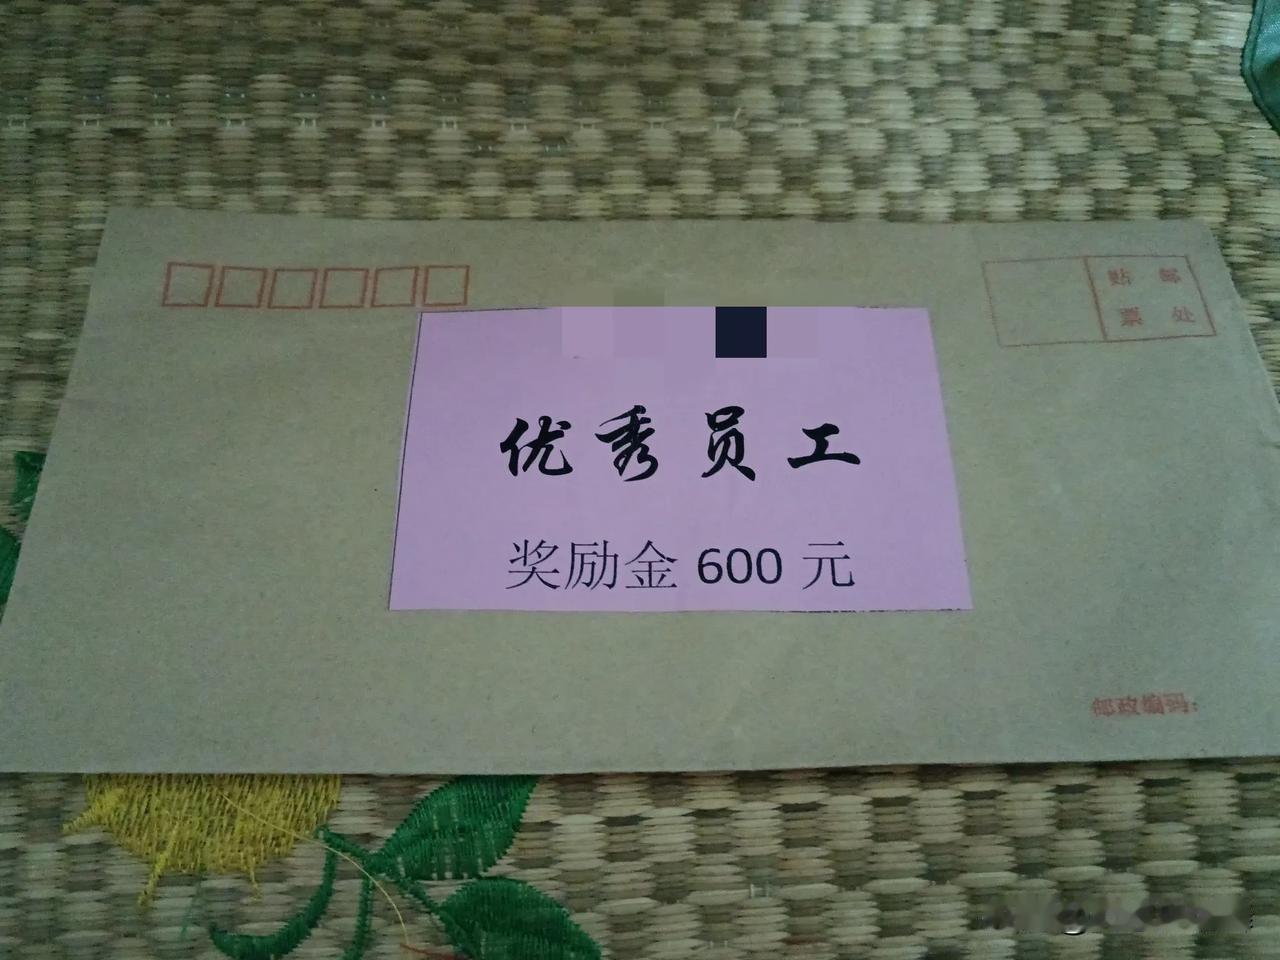 贴 邮
票 处
优秀员工
奖励金 600 元
邮政编码: